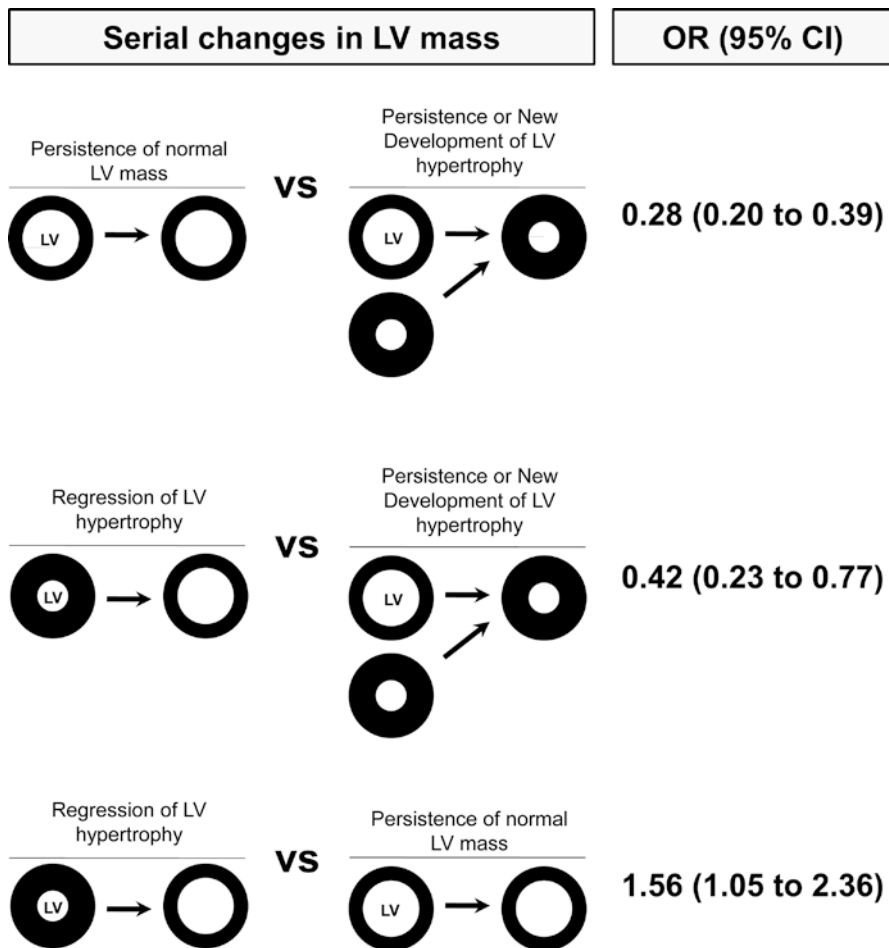 Serial changes in LV mass
OR (95% CI)
Persistence of normal
LV mass
vs
Persistence or New
Development of LV
hypertrophy
LV
LV
0.28 (0.20 to 0.39)
Regression of LV
hypertrophy
vs
Persistence or New
Development of LV
hypertrophy
LV
LV
0.42 (0.23 to 0.77)
Regression of LV
hypertrophy
vs
Persistence of normal
LV mass
LV
LV
1.56 (1.05 to 2.36)